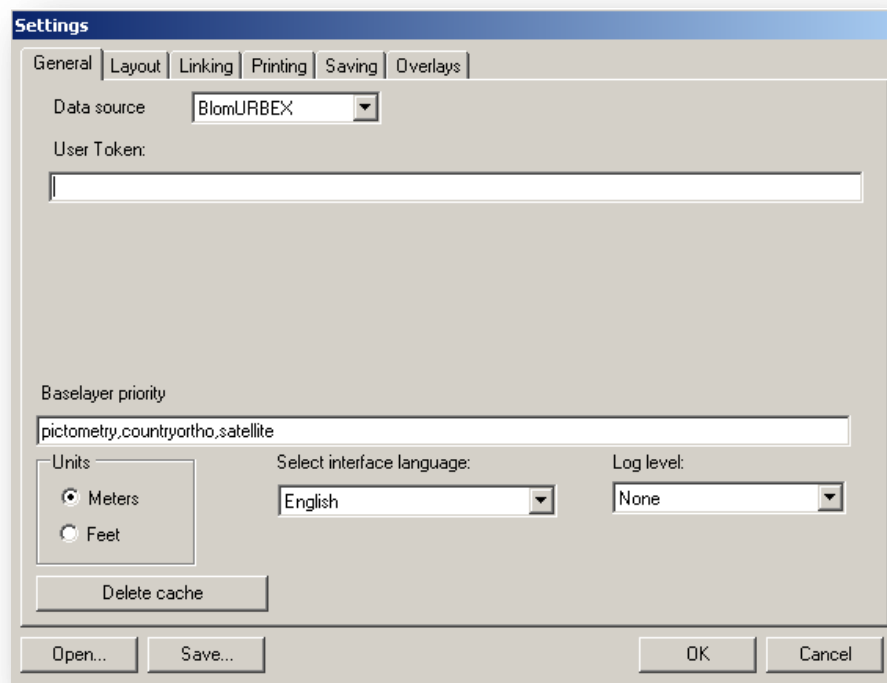 Settings
General Layout Linking Printing Saving Overlays
Data source BlomURBEX
User Token:
Baselayer priority
pictometry,countryortho,satellite
Units Select interface language: Log level:
Meters English None
Feet
Delete cache
Open... Save... OK Cancel